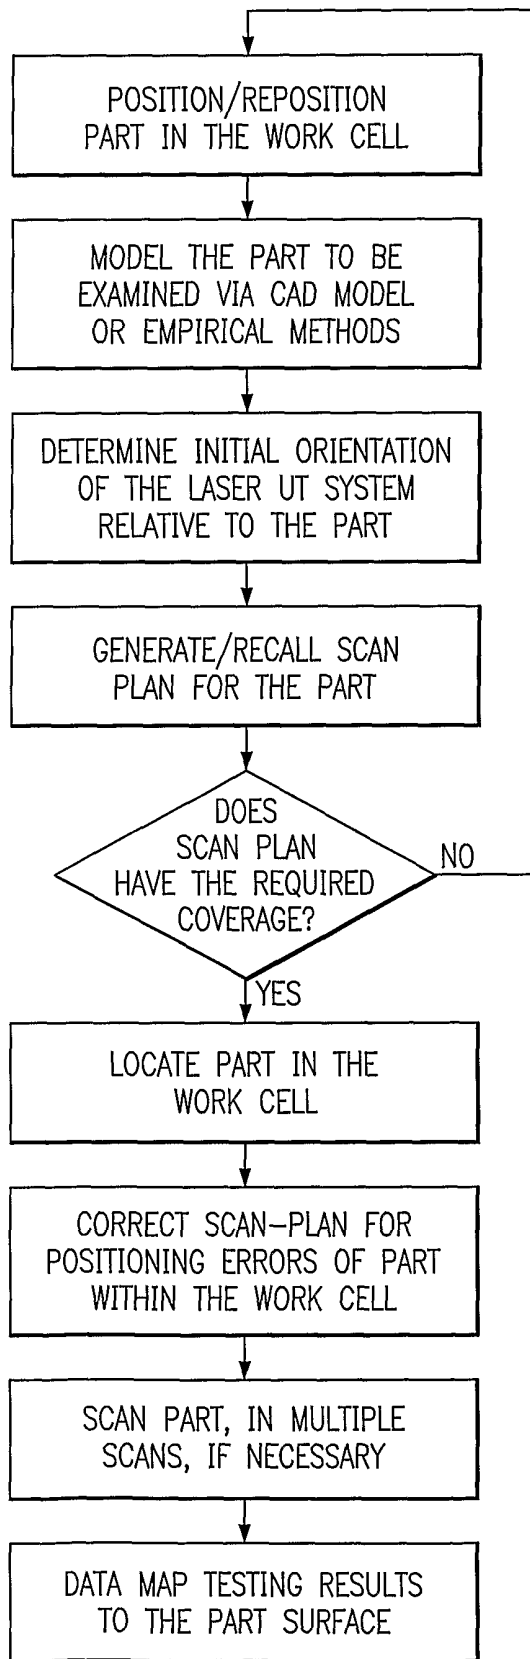 POSITION/REPOSITION
PART IN THE WORK CELL
MODEL THE PART TO BE
EXAMINED VIA CAD MODEL
OR EMPIRICAL METHODS
DETERMINE INITIAL ORIENTATION
OF THE LASER UT SYSTEM
RELATIVE TO THE PART
GENERATE/RECALL SCAN
PLAN FOR THE PART
DOES
SCAN PLAN
HAVE THE REQUIRED
COVERAGE?
NO
YES
LOCATE PART IN THE
WORK CELL
CORRECT SCAN-PLAN FOR
POSITIONING ERRORS OF PART
WITHIN THE WORK CELL
SCAN PART, IN MULTIPLE
SCANS, IF NECESSARY
DATA MAP TESTING RESULTS
TO THE PART SURFACE